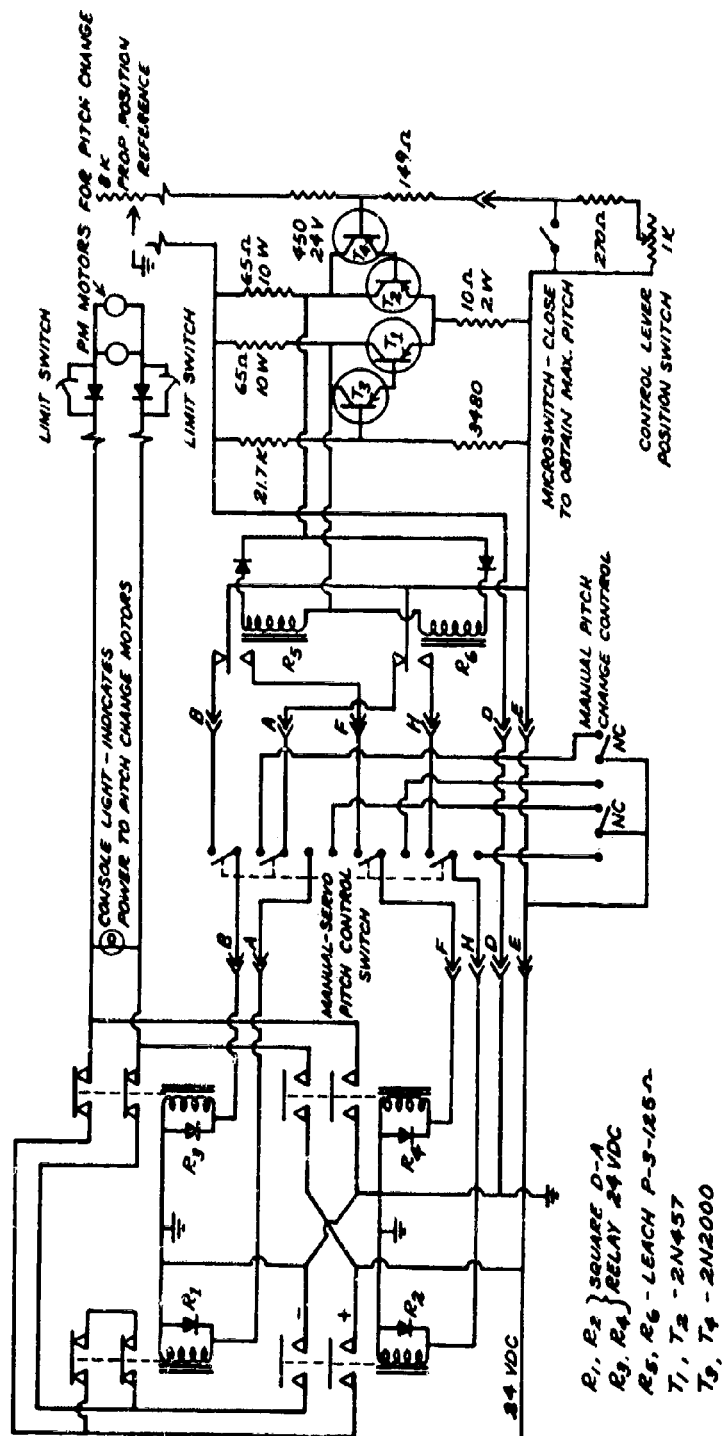 LIMIT SWITCH
PM MOTORS FOR PITCH CHANGE
8 K
PROP POSITION
REFERENCE
LIMIT SWITCH
CONSOLE LIGHT - INDICATES
POWER TO PITCH CHANGE MOTORS
21.7 K
65Ω
10W
65Ω
10W
450
24V
149Ω
T3
T1
T2
T4
3480
10Ω
2W
270Ω
1K
MICROSWITCH - CLOSE
TO OBTAIN MAX. PITCH
CONTROL LEVER
POSITION SWITCH
R5
R6
B
A
F
H
D
E
MANUAL PITCH
CHANGE CONTROL
NC
NC
MANUAL-SERVO
PITCH CONTROL
SWITCH
B
A
F
H
D
E
R3
R4
R1
R2
-
+
24 VDC
R1, R2 } SQUARE D-A
R3, R4 } RELAY 24 VDC
R5, R6 - LEACH P-3-125Ω
T1, T2 - 2N457
T3, T4 - 2N2000